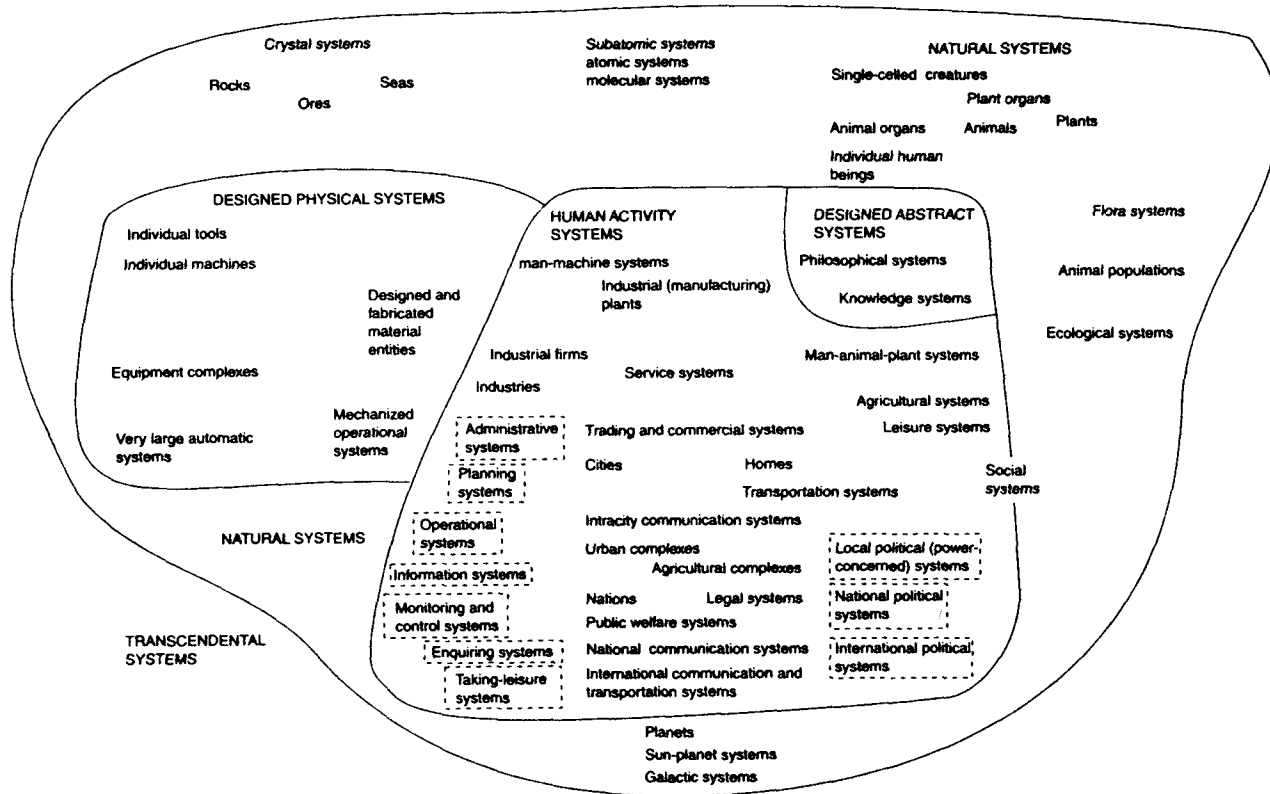 Crystal systems
Rocks
Seas
Ores
Subatomic systems
atomic systems
molecular systems
NATURAL SYSTEMS
Single-celled creatures
Plant organs
Animal organs
Animals
Plants
Individual human
beings
DESIGNED PHYSICAL SYSTEMS
Individual tools
Individual machines
Designed and
fabricated
material
entities
Equipment complexes
Very large automatic
systems
Mechanized
operational
systems
HUMAN ACTIVITY
SYSTEMS
man-machine systems
Industrial (manufacturing)
plants
DESIGNED ABSTRACT
SYSTEMS
Philosophical systems
Knowledge systems
Flora systems
Animal populations
Ecological systems
Industrial firms
Industries
Service systems
Man-animal-plant systems
Agricultural systems
Leisure systems
Administrative
systems
Trading and commercial systems
Planning
systems
Cities
Homes
Transportation systems
Social
systems
Operational
systems
Intracity communication systems
Urban complexes
Agricultural complexes
Local political (power-
concerned) systems
Information systems
Nations
Legal systems
National political
systems
Monitoring and
control systems
Public welfare systems
Enquiring systems
National communication systems
International political
systems
Taking-leisure
systems
International communication and
transportation systems
NATURAL SYSTEMS
TRANSCENDENTAL
SYSTEMS
Planets
Sun-planet systems
Galactic systems